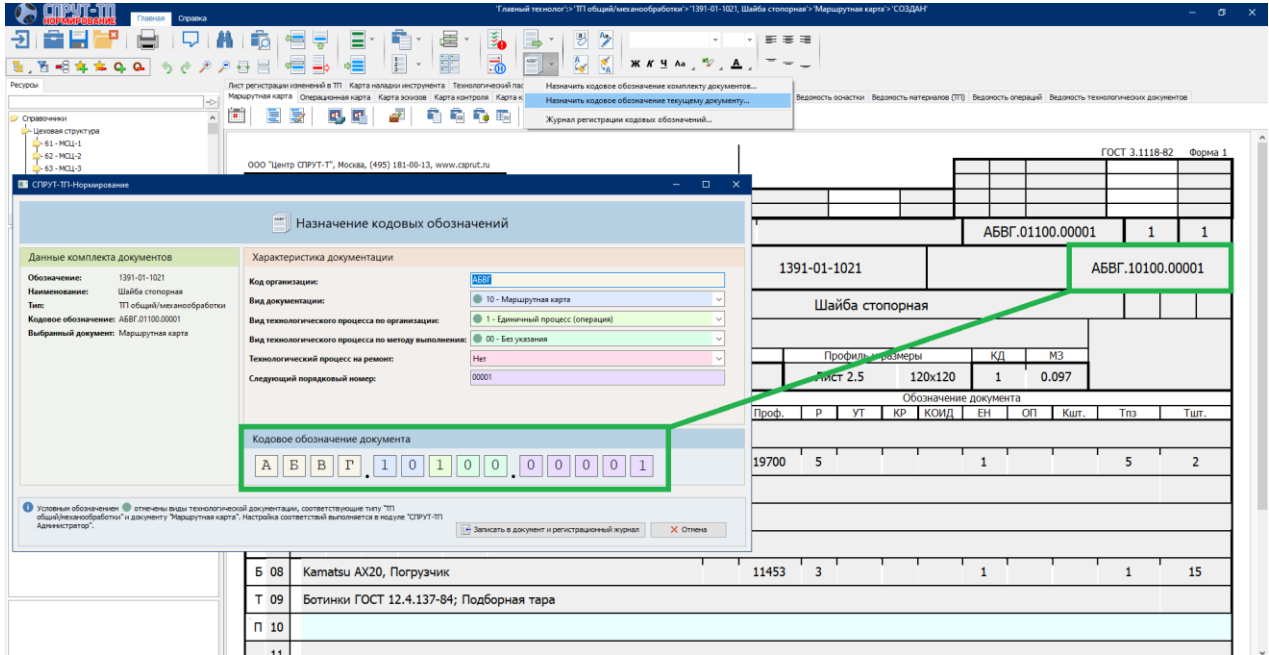 'Главный технолог'>'ТП общий/механообработки'>'1391-01-1021, Шайба стопорная'>'Маршрутная карта'>'СОЗДАН'
СПРУТ-ТП
НОРМИРОВАНИЕ
Главная Справка
Ж К Ч Аа А
Ресурсы
Лист регистрации изменений в ТП Карта наладки инструмента
Назначить кодовое обозначение комплекту документов...
Маршрутная карта Операционная карта Карта эскизов Карта контроля
Назначить кодовое обозначение текущему документу...
Ведомость оснастки Ведомость материалов (ТП) Ведомость операций Ведомость технологических документов
Журнал регистрации кодовых обозначений...
Справочники
Цеховая структура
61 - МСЦ-1
62 - МСЦ-2
63 - МСЦ-3
ГОСТ 3.1118-82 Форма 1
ООО "Центр СПРУТ-Т", Москва, (495) 181-00-13, www.csprut.ru
СПРУТ-ТП-Нормирование
Назначение кодовых обозначений
Данные комплекта документов
Обозначение: 1391-01-1021
Наименование: Шайба стопорная
Тип: ТП общий/механообработки
Кодовое обозначение: АБВГ.01100.00001
Выбранный документ: Маршрутная карта
Характеристика документации
Код организации: АБВГ
Вид документации: 10 - Маршрутная карта
Вид технологического процесса по организации: 1 - Единичный процесс (операция)
Вид технологического процесса по методу выполнения: 00 - Без указания
Технологический процесс на ремонт: Нет
Следующий порядковый номер: 00001
Кодовое обозначение документа
А Б В Г . 1 0 1 0 0 . 0 0 0 0 1
Условным обозначением отмечены виды технологической документации, соответствующие типу "ТП
общий/механообработки" и документу "Маршрутная карта". Настройка соответствий выполняется в модуле "СПРУТ-ТП
Администратор".
Записать в документ и регистрационный журнал Отмена
АБВГ.01100.00001 1 1
1391-01-1021 АБВГ.10100.00001
Шайба стопорная
Профиль и размеры КД МЗ
Лист 2.5 120х120 1 0.097
Обозначение документа
Проф. Р УТ КР КОИД ЕН ОП Кшт. Тпз Тшт.
19700 5 1 5 2
Б 08 Kamatsu AX20, Погрузчик 11453 3 1 1 15
Т 09 Ботинки ГОСТ 12.4.137-84; Подборная тара
П 10
11